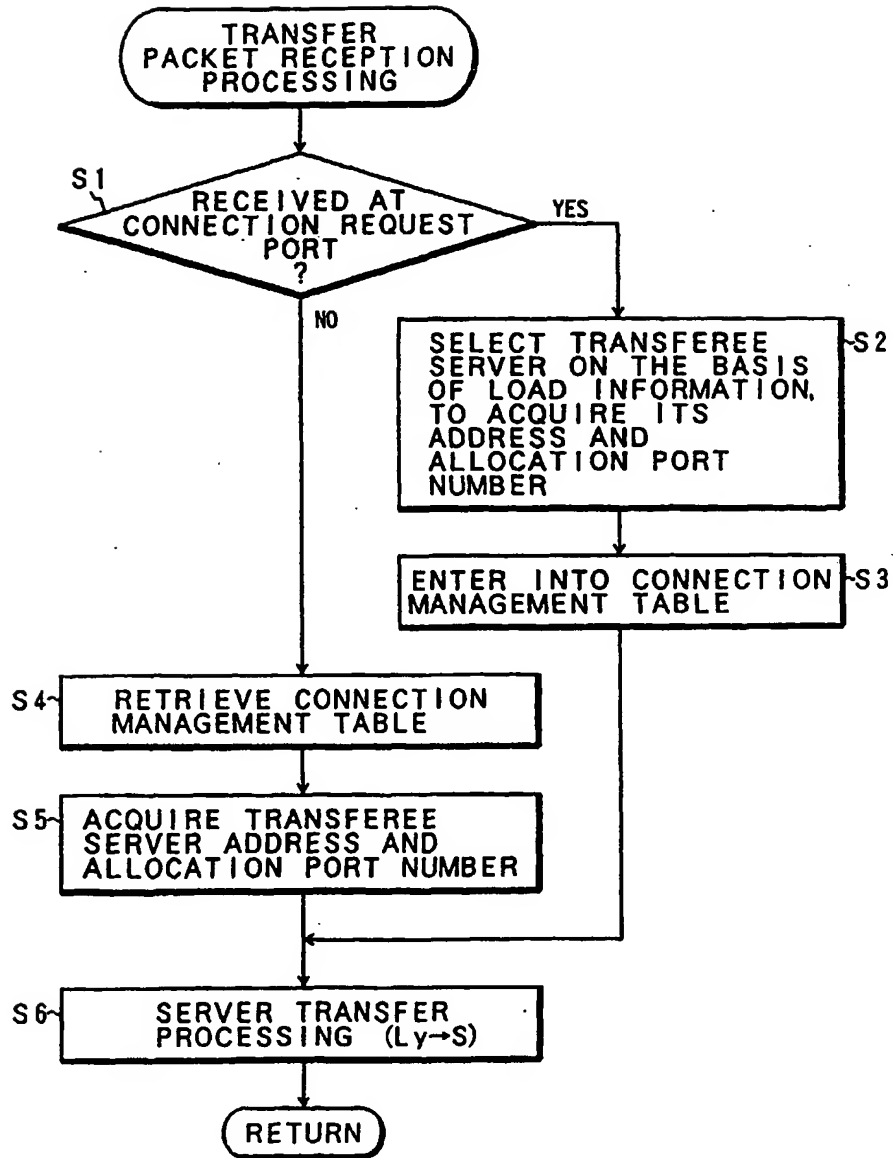 TRANSFER
PACKET RECEPTION
PROCESSING
S1
RECEIVED AT
CONNECTION REQUEST
PORT
?
YES
NO
SELECT TRANSFEREE
SERVER ON THE BASIS
OF LOAD INFORMATION,
TO ACQUIRE ITS
ADDRESS AND
ALLOCATION PORT
NUMBER
S2
ENTER INTO CONNECTION
MANAGEMENT TABLE
S3
S4
RETRIEVE CONNECTION
MANAGEMENT TABLE
S5
ACQUIRE TRANSFEREE
SERVER ADDRESS AND
ALLOCATION PORT NUMBER
S6
SERVER TRANSFER
PROCESSING (Ly→S)
RETURN